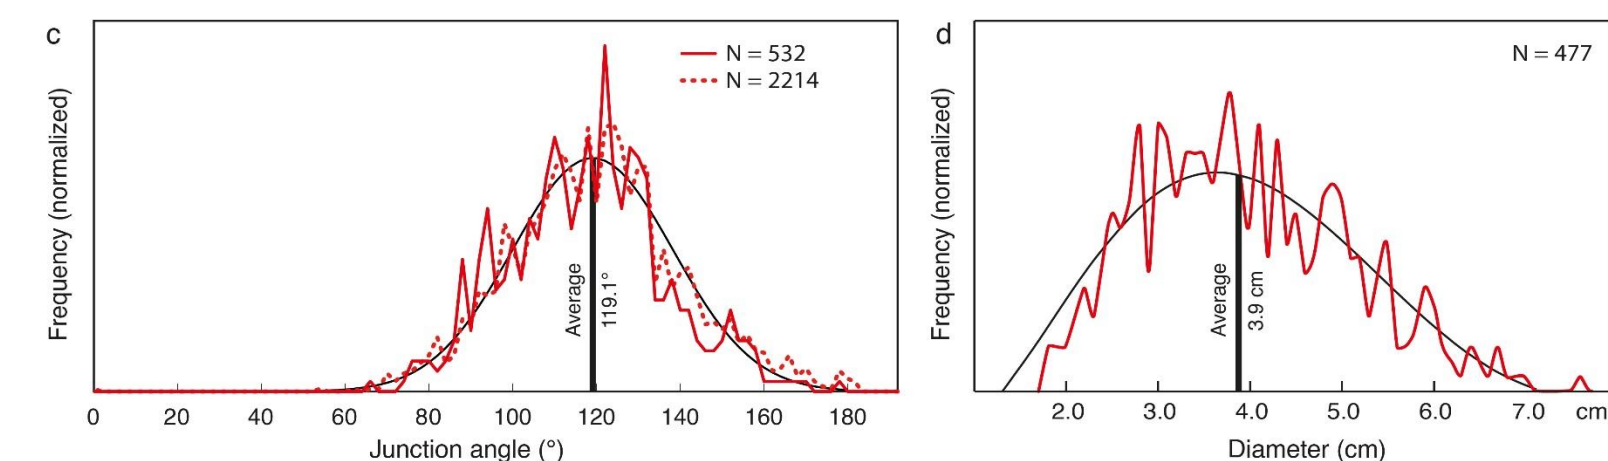 c
Frequency (normalized)
N = 532
N = 2214
Average
119.1°
0 20 40 60 80 100 120 140 160 180
Junction angle (°)
d
Frequency (normalized)
N = 477
Average
3.9 cm
2.0 3.0 4.0 5.0 6.0 7.0 cm
Diameter (cm)